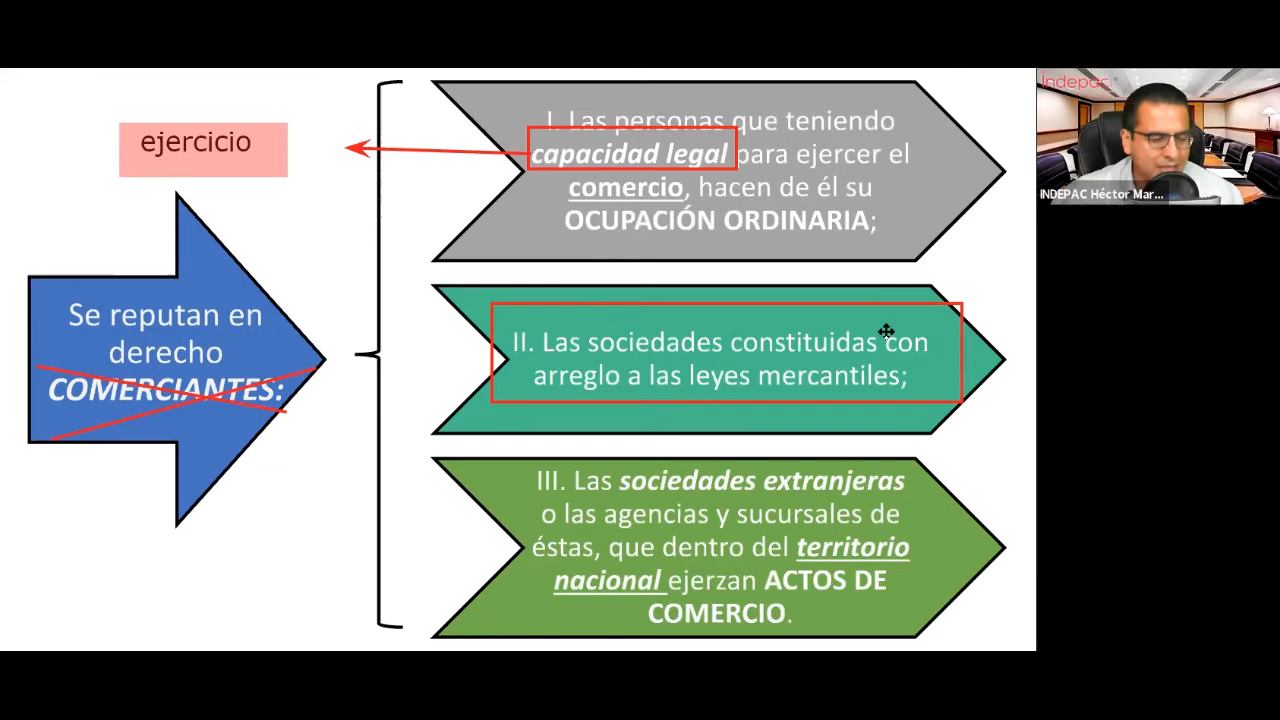 ejercicio
Se reputan en
derecho
COMERCIANTES:
I. Las personas que teniendo
capacidad legal para ejercer el
comercio, hacen de él su
OCUPACIÓN ORDINARIA;
II. Las sociedades constituidas con
arreglo a las leyes mercantiles;
III. Las sociedades extranjeras
o las agencias y sucursales de
éstas, que dentro del territorio
nacional ejerzan ACTOS DE
COMERCIO.
Indepac
INDEPAC Héctor Mar...